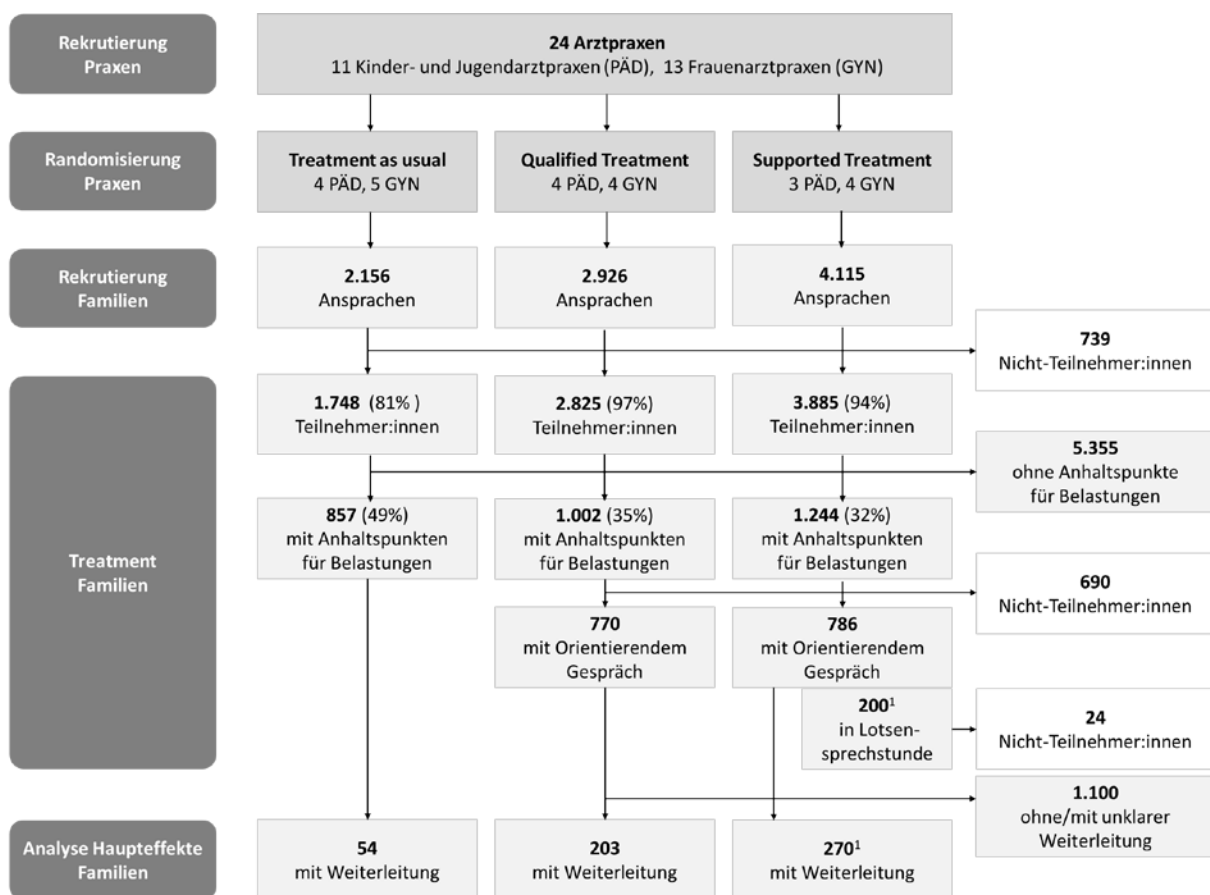 Rekrutierung
Praxen
24 Arztpraxen
11 Kinder- und Jugendarztpraxen (PÄD), 13 Frauenarztpraxen (GYN)
Randomisierung
Praxen
Treatment as usual
4 PÄD, 5 GYN
Qualified Treatment
4 PÄD, 4 GYN
Supported Treatment
3 PÄD, 4 GYN
Rekrutierung
Familien
2.156
Ansprachen
2.926
Ansprachen
4.115
Ansprachen
739
Nicht-Teilnehmer:innen
Treatment
Familien
1.748 (81% )
Teilnehmer:innen
2.825 (97%)
Teilnehmer:innen
3.885 (94%)
Teilnehmer:innen
5.355
ohne Anhaltspunkte
für Belastungen
857 (49%)
mit Anhaltspunkten
für Belastungen
1.002 (35%)
mit Anhaltspunkten
für Belastungen
1.244 (32%)
mit Anhaltspunkten
für Belastungen
690
Nicht-Teilnehmer:innen
770
mit Orientierendem
Gespräch
786
mit Orientierendem
Gespräch
200¹
in Lotsen-
sprechstunde
24
Nicht-Teilnehmer:innen
1.100
ohne/mit unklarer
Weiterleitung
Analyse Haupteffekte
Familien
54
mit Weiterleitung
203
mit Weiterleitung
270¹
mit Weiterleitung